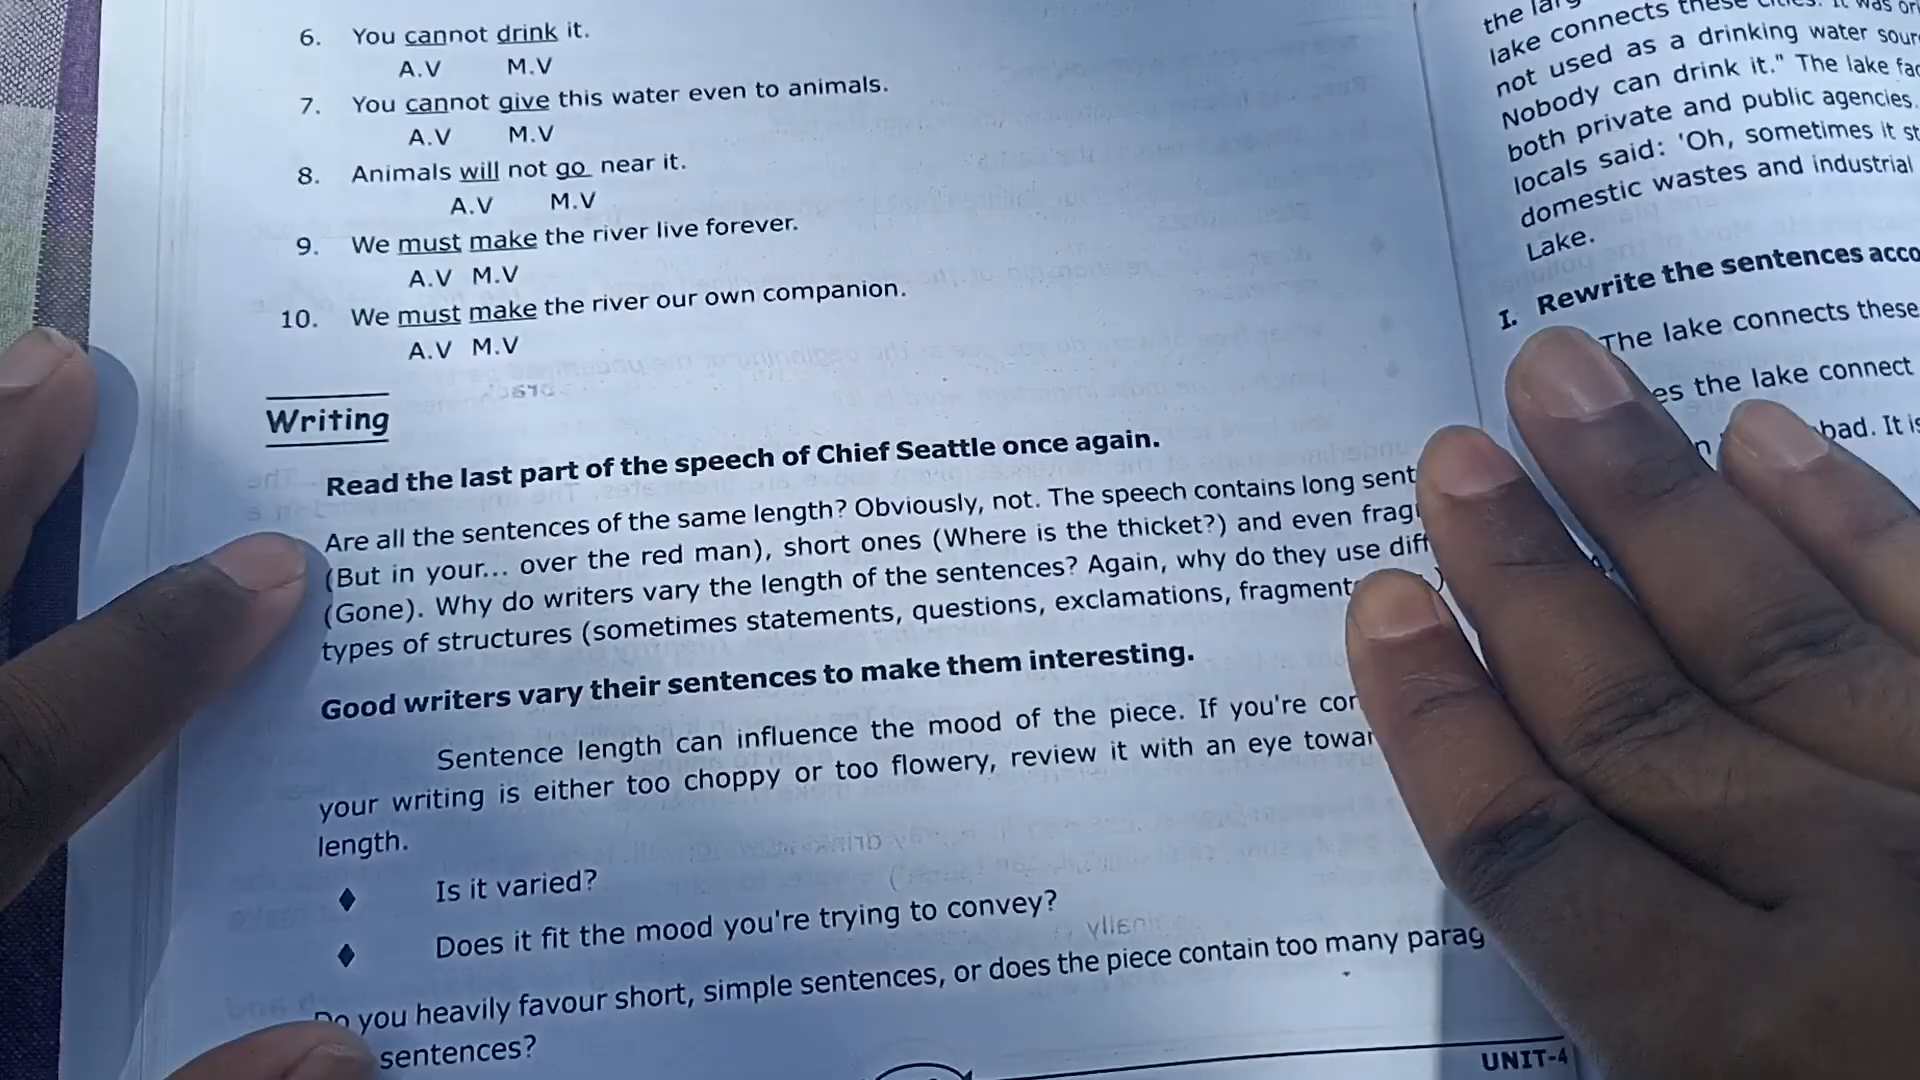 6. You cannot drink it.
A.V M.V
7. You cannot give this water even to animals.
A.V M.V
8. Animals will not go near it.
A.V M.V
9. We must make the river live forever.
A.V M.V
10. We must make the river our own companion.
A.V M.V
Writing
Read the last part of the speech of Chief Seattle once again.
Are all the sentences of the same length? Obviously, not. The speech contains long sent
(But in your... over the red man), short ones (Where is the thicket?) and even frag
(Gone). Why do writers vary the length of the sentences? Again, why do they use diff
types of structures (sometimes statements, questions, exclamations, fragment
Good writers vary their sentences to make them interesting.
Sentence length can influence the mood of the piece. If you're cor
your writing is either too choppy or too flowery, review it with an eye towar
length.
♦ Is it varied?
♦ Does it fit the mood you're trying to convey?
Do you heavily favour short, simple sentences, or does the piece contain too many parag
sentences?
UNIT-4
the
lake connects these
not used as a drinking water sour
Nobody can drink it." The lake fac
both private and public agencies.
locals said: 'Oh, sometimes it st
domestic wastes and industrial
Lake.
I. Rewrite the sentences acco
The lake connects these
es the lake connect
bad. It is